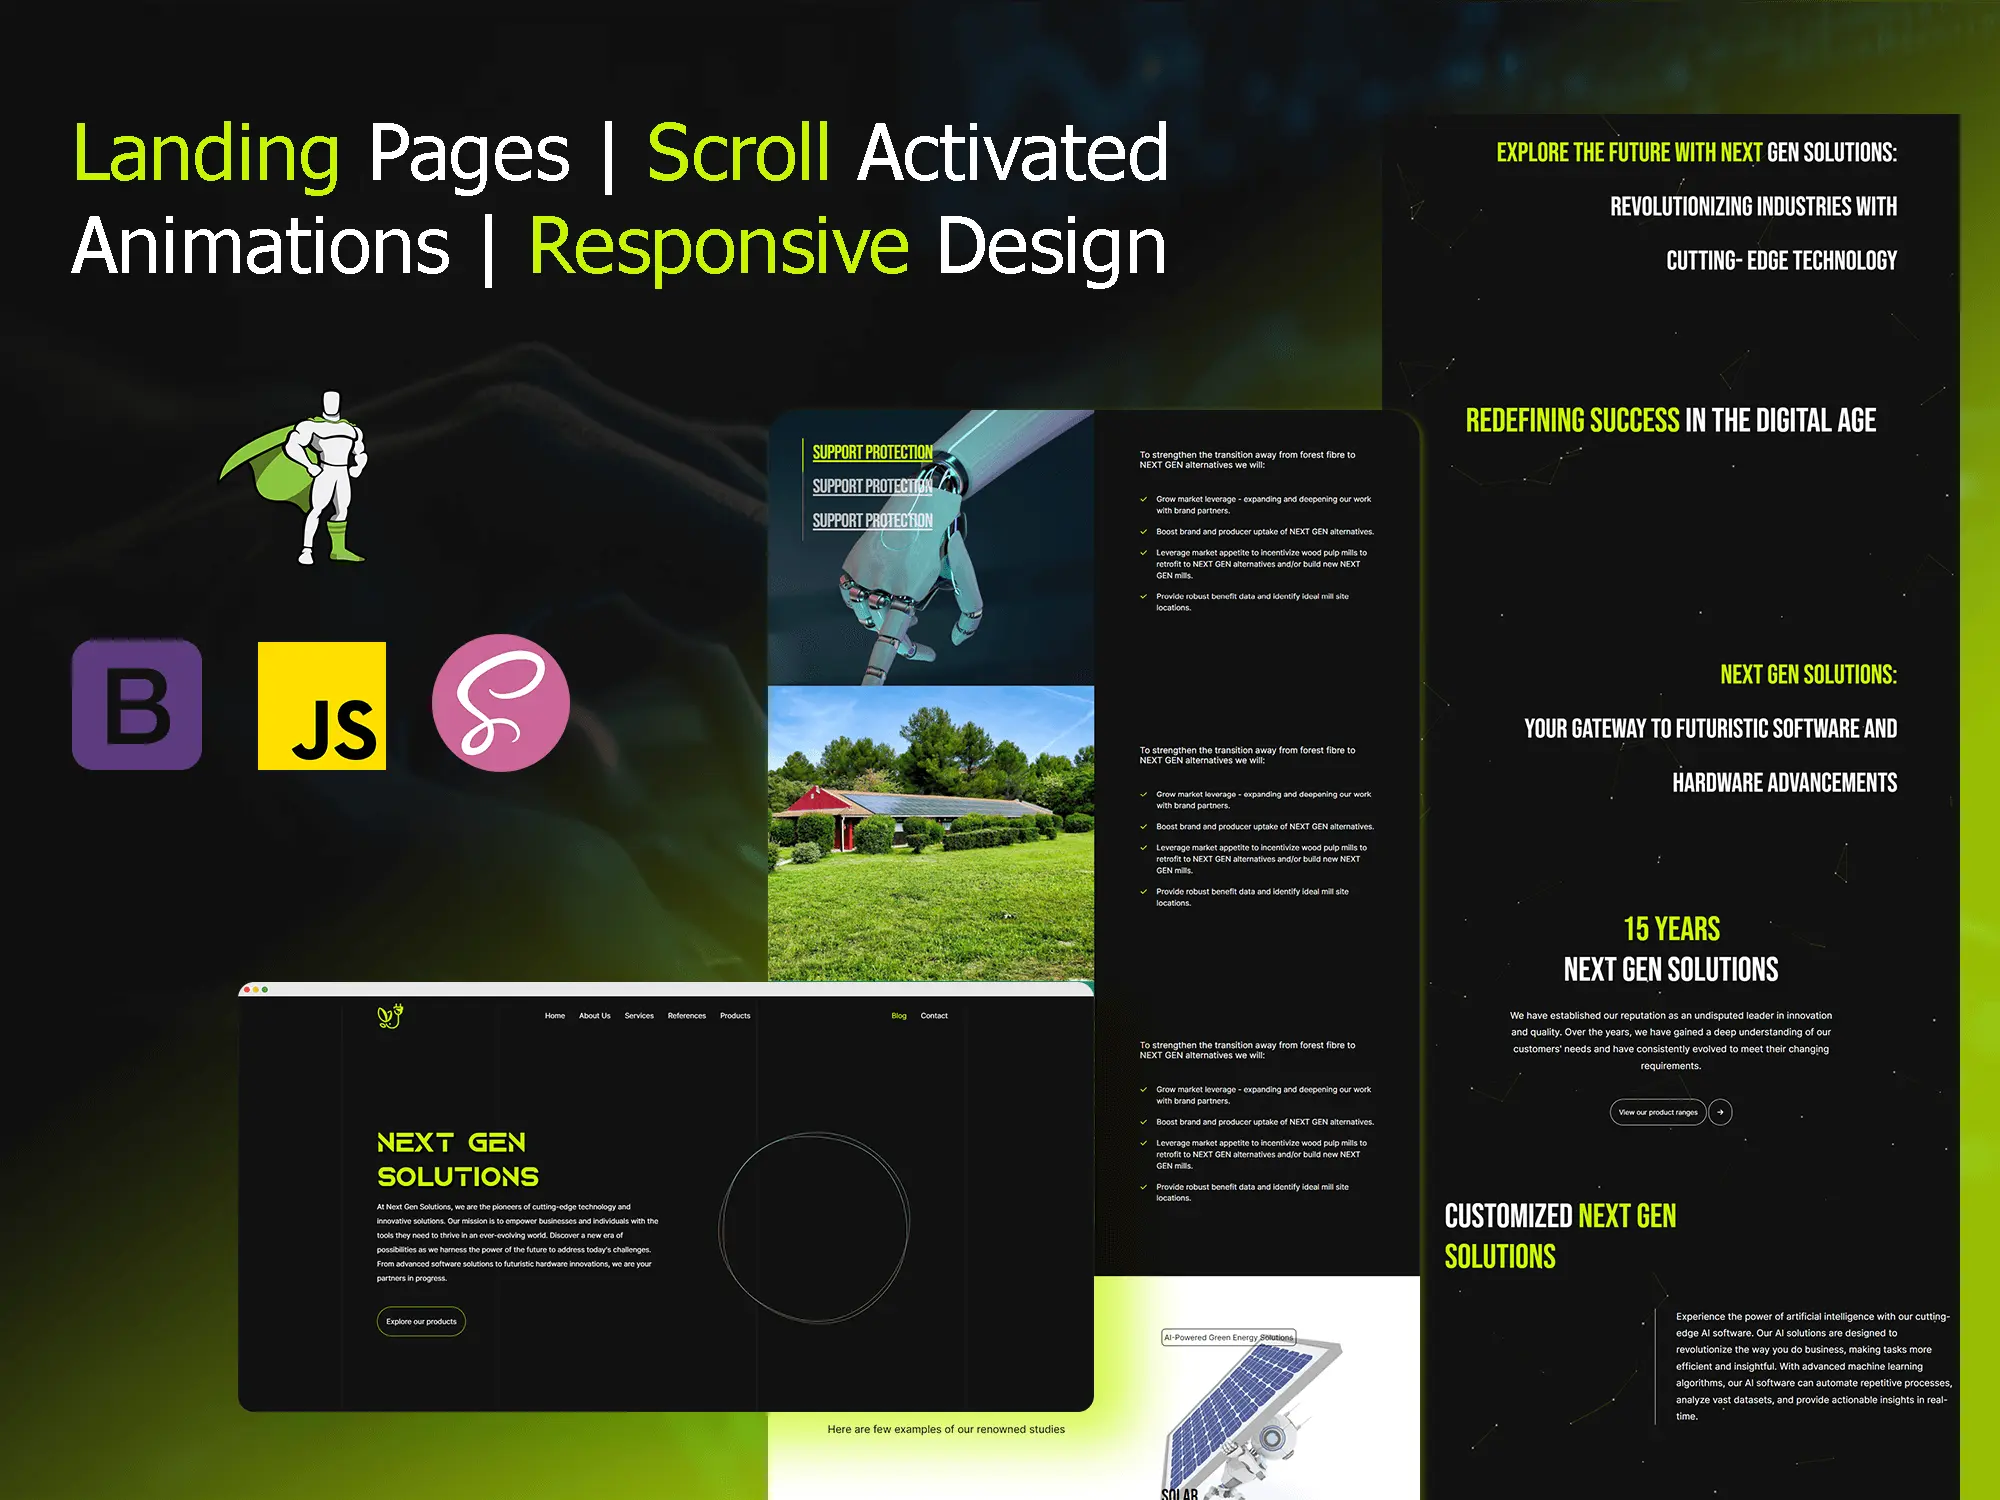 Landing Pages | Scroll Activated
Animations | Responsive Design
B
JS
SUPPORT PROTECTION
SUPPORT PROTECTION
SUPPORT PROTECTION
To strengthen the transition away from forest fibre to
NEXT GEN alternatives we will:
Grow market leverage - expanding and deepening our work
with brand partners.
Boost brand and producer uptake of NEXT GEN alternatives.
Leverage market appetite to incentivize wood pulp mills to
retrofit to NEXT GEN alternatives and/or build new NEXT
GEN mills.
Provide robust benefit data and identify ideal mill site
locations.
To strengthen the transition away from forest fibre to
NEXT GEN alternatives we will:
Grow market leverage - expanding and deepening our work
with brand partners.
Boost brand and producer uptake of NEXT GEN alternatives.
Leverage market appetite to incentivize wood pulp mills to
retrofit to NEXT GEN alternatives and/or build new NEXT
GEN mills.
Provide robust benefit data and identify ideal mill site
locations.
To strengthen the transition away from forest fibre to
NEXT GEN alternatives we will:
Grow market leverage - expanding and deepening our work
with brand partners.
Boost brand and producer uptake of NEXT GEN alternatives.
Leverage market appetite to incentivize wood pulp mills to
retrofit to NEXT GEN alternatives and/or build new NEXT
GEN mills.
Provide robust benefit data and identify ideal mill site
locations.
Home About Us Services References Products Blog Contact
NEXT GEN
SOLUTIONS
At Next Gen Solutions, we are the pioneers of cutting-edge technology and
innovative solutions. Our mission is to empower businesses and individuals with the
tools they need to thrive in an ever-evolving world. Discover a new era of
possibilities as we harness the power of the future to address today's challenges.
From advanced software solutions to futuristic hardware innovations, we are your
partners in progress.
Explore our products
Here are few examples of our renowned studies
AI-Powered Green Energy Solutions
SOLAR
EXPLORE THE FUTURE WITH NEXT GEN SOLUTIONS:
REVOLUTIONIZING INDUSTRIES WITH
CUTTING- EDGE TECHNOLOGY
REDEFINING SUCCESS IN THE DIGITAL AGE
NEXT GEN SOLUTIONS:
YOUR GATEWAY TO FUTURISTIC SOFTWARE AND
HARDWARE ADVANCEMENTS
15 YEARS
NEXT GEN SOLUTIONS
We have established our reputation as an undisputed leader in innovation
and quality. Over the years, we have gained a deep understanding of our
customers' needs and have consistently evolved to meet their changing
requirements.
View our product ranges
CUSTOMIZED NEXT GEN
SOLUTIONS
Experience the power of artificial intelligence with our cutting-
edge AI software. Our AI solutions are designed to
revolutionize the way you do business, making tasks more
efficient and insightful. With advanced machine learning
algorithms, our AI software can automate repetitive processes,
analyze vast datasets, and provide actionable insights in real-
time.